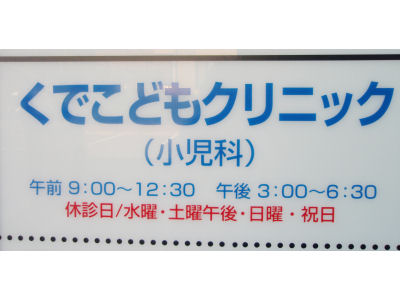 くでこどもクリニック
（小児科）
午前 9:00～12:30　午後 3:00～6:30
休診日/水曜・土曜午後・日曜・祝日